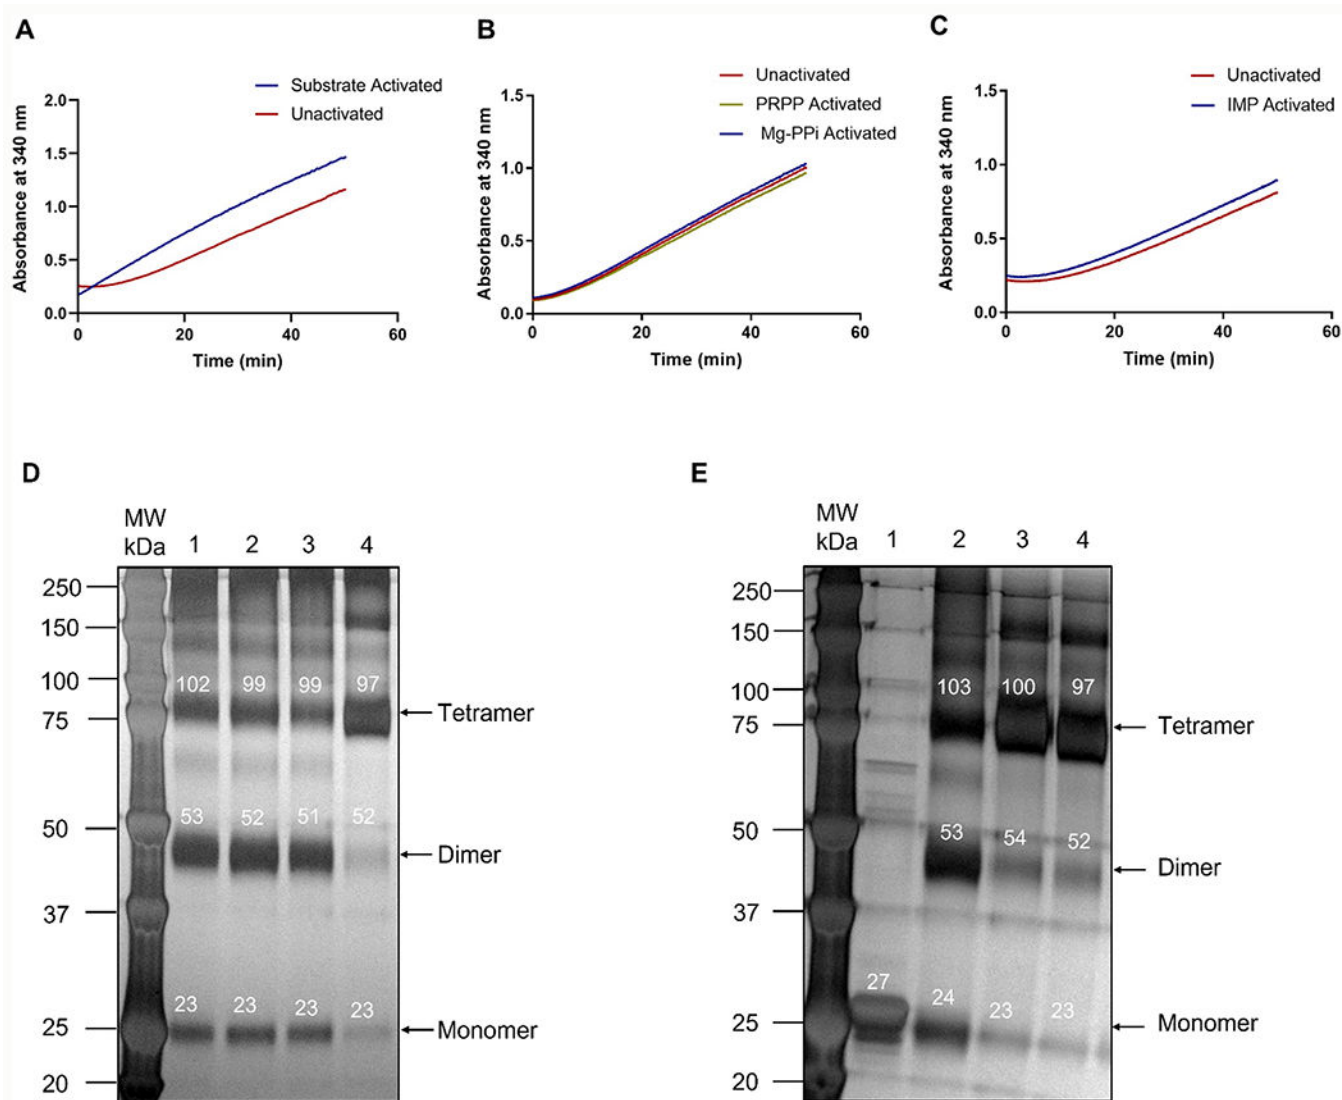 A
Substrate Activated
Unactivated
Absorbance at 340 nm
2.0
1.5
1.0
0.5
0.0
0
20
40
60
Time (min)
B
Unactivated
PRPP Activated
Mg-PPi Activated
Absorbance at 340 nm
1.5
1.0
0.5
0.0
0
20
40
60
Time (min)
C
Unactivated
IMP Activated
Absorbance at 340 nm
1.5
1.0
0.5
0.0
0
20
40
60
Time (min)
D
MW
kDa 1 2 3 4
250
150
100
102 99 99 97
75
Tetramer
50
53 52 51 52
Dimer
37
23 23 23 23
25
Monomer
20
E
MW
kDa 1 2 3 4
250
150
100
103 100 97
75
Tetramer
50
53 54 52
Dimer
37
27 24 23 23
25
Monomer
20